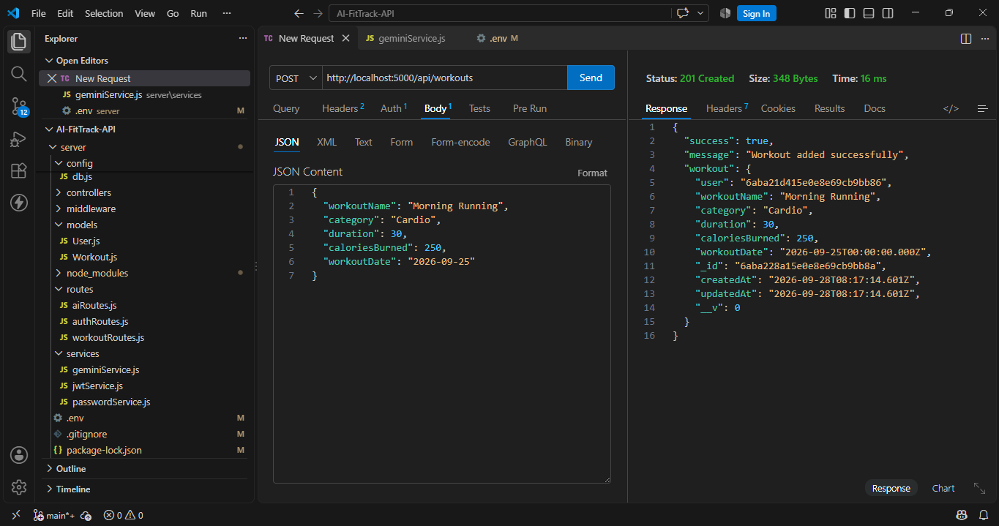 File Edit Selection View Go Run ··· AI-FitTrack-API Sign In
Explorer ···
Open Editors
TC New Request
JS geminiService.js server\services
.env server M
AI-FitTrack-API
server
config
JS db.js
controllers
middleware
models
JS User.js
JS Workout.js
node_modules
routes
JS aiRoutes.js
JS authRoutes.js
JS workoutRoutes.js
services
JS geminiService.js
JS jwtService.js
JS passwordService.js
.env M
.gitignore M
{} package-lock.json M
Outline
Timeline
12
TC New Request JS geminiService.js .env M ···
POST http://localhost:5000/api/workouts Send
Query Headers 2 Auth 1 Body 1 Tests Pre Run
JSON XML Text Form Form-encode GraphQL Binary
JSON Content Format
1 {
2 "workoutName": "Morning Running",
3 "category": "Cardio",
4 "duration": 30,
5 "caloriesBurned": 250,
6 "workoutDate": "2026-09-25"
7 }
Status: 201 Created Size: 348 Bytes Time: 16 ms
Response Headers 7 Cookies Results Docs </>
1 {
2 "success": true,
3 "message": "Workout added successfully",
4 "workout": {
5 "user": "6aba21d415e0e8e69cb9bb86",
6 "workoutName": "Morning Running",
7 "category": "Cardio",
8 "duration": 30,
9 "caloriesBurned": 250,
10 "workoutDate": "2026-09-25T00:00:00.000Z",
11 "_id": "6aba228a15e0e8e69cb9bb8a",
12 "createdAt": "2026-09-28T08:17:14.601Z",
13 "updatedAt": "2026-09-28T08:17:14.601Z",
14 "__v": 0
15 }
16 }
Response Chart
main*+ 0 0